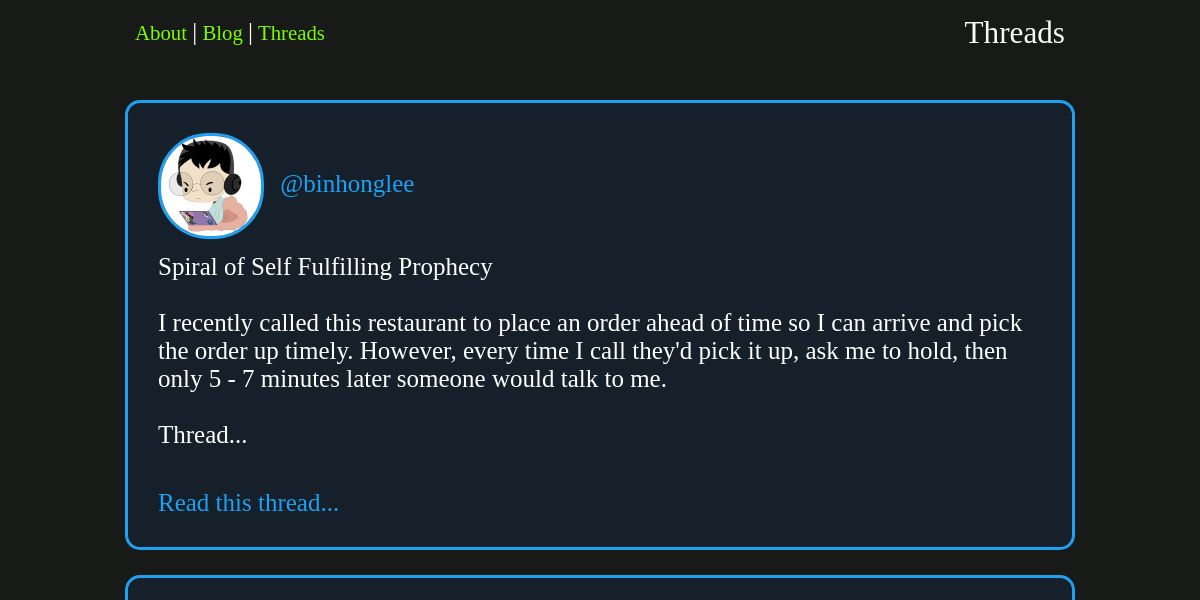 About | Blog | Threads
Threads
@binhonglee
Spiral of Self Fulfilling Prophecy
I recently called this restaurant to place an order ahead of time so I can arrive and pick
the order up timely. However, every time I call they'd pick it up, ask me to hold, then
only 5 - 7 minutes later someone would talk to me.
Thread...
Read this thread...